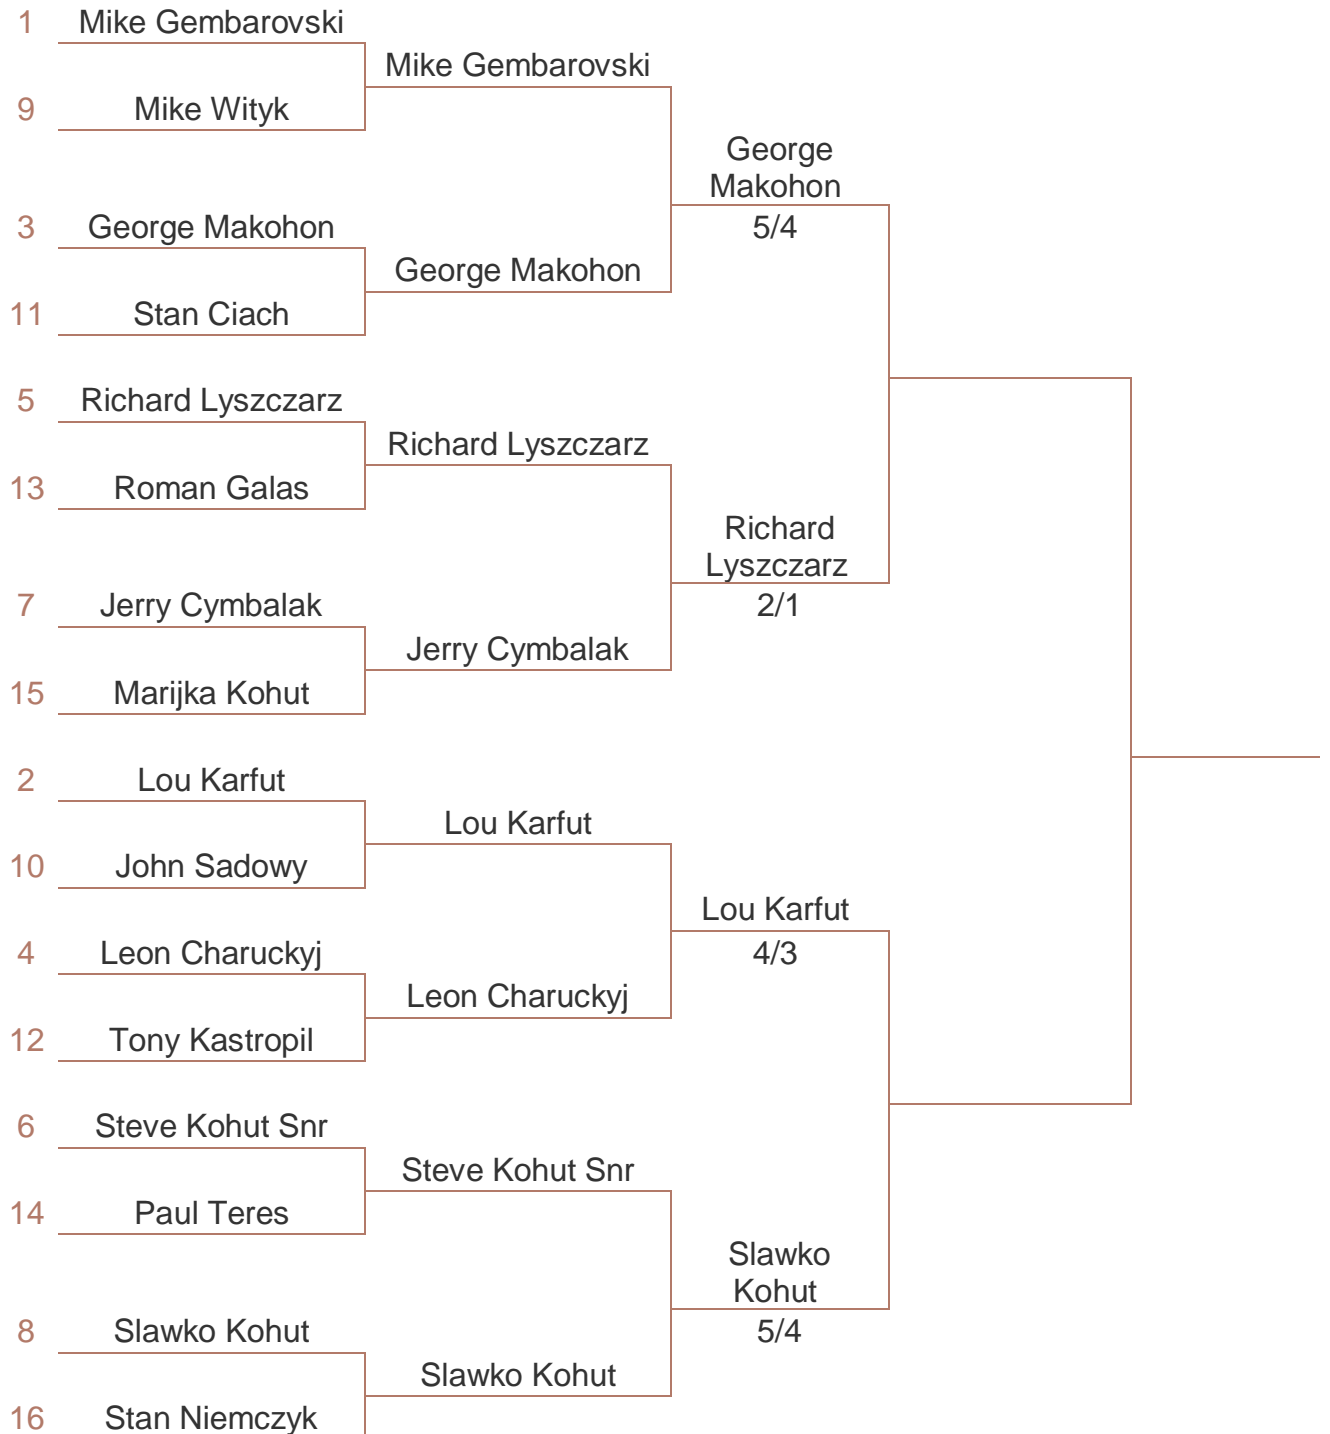 1 Mike Gembarovski
Mike Gembarovski
9 Mike Wityk
George
Makohon
5/4
3 George Makohon
George Makohon
11 Stan Ciach
5 Richard Lyszczarz
Richard Lyszczarz
13 Roman Galas
Richard
Lyszczarz
2/1
7 Jerry Cymbalak
Jerry Cymbalak
15 Marijka Kohut
2 Lou Karfut
Lou Karfut
10 John Sadowy
Lou Karfut
4/3
4 Leon Charuckyj
Leon Charuckyj
12 Tony Kastropil
6 Steve Kohut Snr
Steve Kohut Snr
14 Paul Teres
Slawko
Kohut
5/4
8 Slawko Kohut
Slawko Kohut
16 Stan Niemczyk